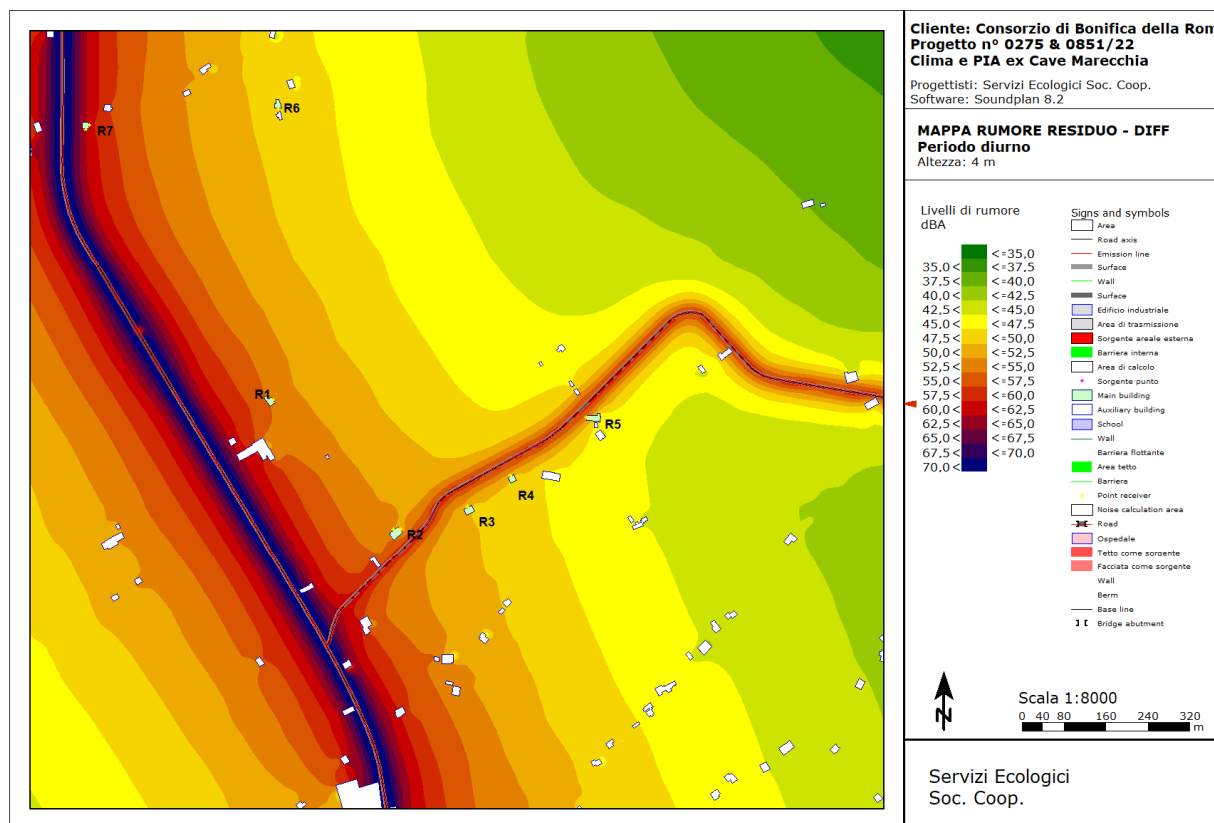 Cliente: Consorzio di Bonifica della Rom
Progetto n° 0275 & 0851/22
Clima e PIA ex Cave Marecchia
Progettisti: Servizi Ecologici Soc. Coop.
Software: Soundplan 8.2
MAPPA RUMORE RESIDUO - DIFF
Periodo diurno
Altezza: 4 m
Livelli di rumore
dBA
<=35,0
35,0< <=37,5
37,5< <=40,0
40,0< <=42,5
42,5< <=45,0
45,0< <=47,5
47,5< <=50,0
50,0< <=52,5
52,5< <=55,0
55,0< <=57,5
57,5< <=60,0
60,0< <=62,5
62,5< <=65,0
65,0< <=67,5
67,5< <=70,0
70,0<
Signs and symbols
Area
Road axis
Emission line
Surface
Wall
Surface
Edificio industriale
Area di trasmissione
Sorgente areale esterna
Barriera interna
Area di calcolo
Sorgente punto
Main building
Auxiliary building
School
Wall
Barriera flottante
Area tetto
Barriera
Point receiver
Noise calculation area
Road
Ospedale
Tetto come sorgente
Facciata come sorgente
Wall
Berm
Base line
Bridge abutment
N
Scala 1:8000
0 40 80 160 240 320
m
Servizi Ecologici
Soc. Coop.
R6
R7
R1
R5
R4
R3
R2